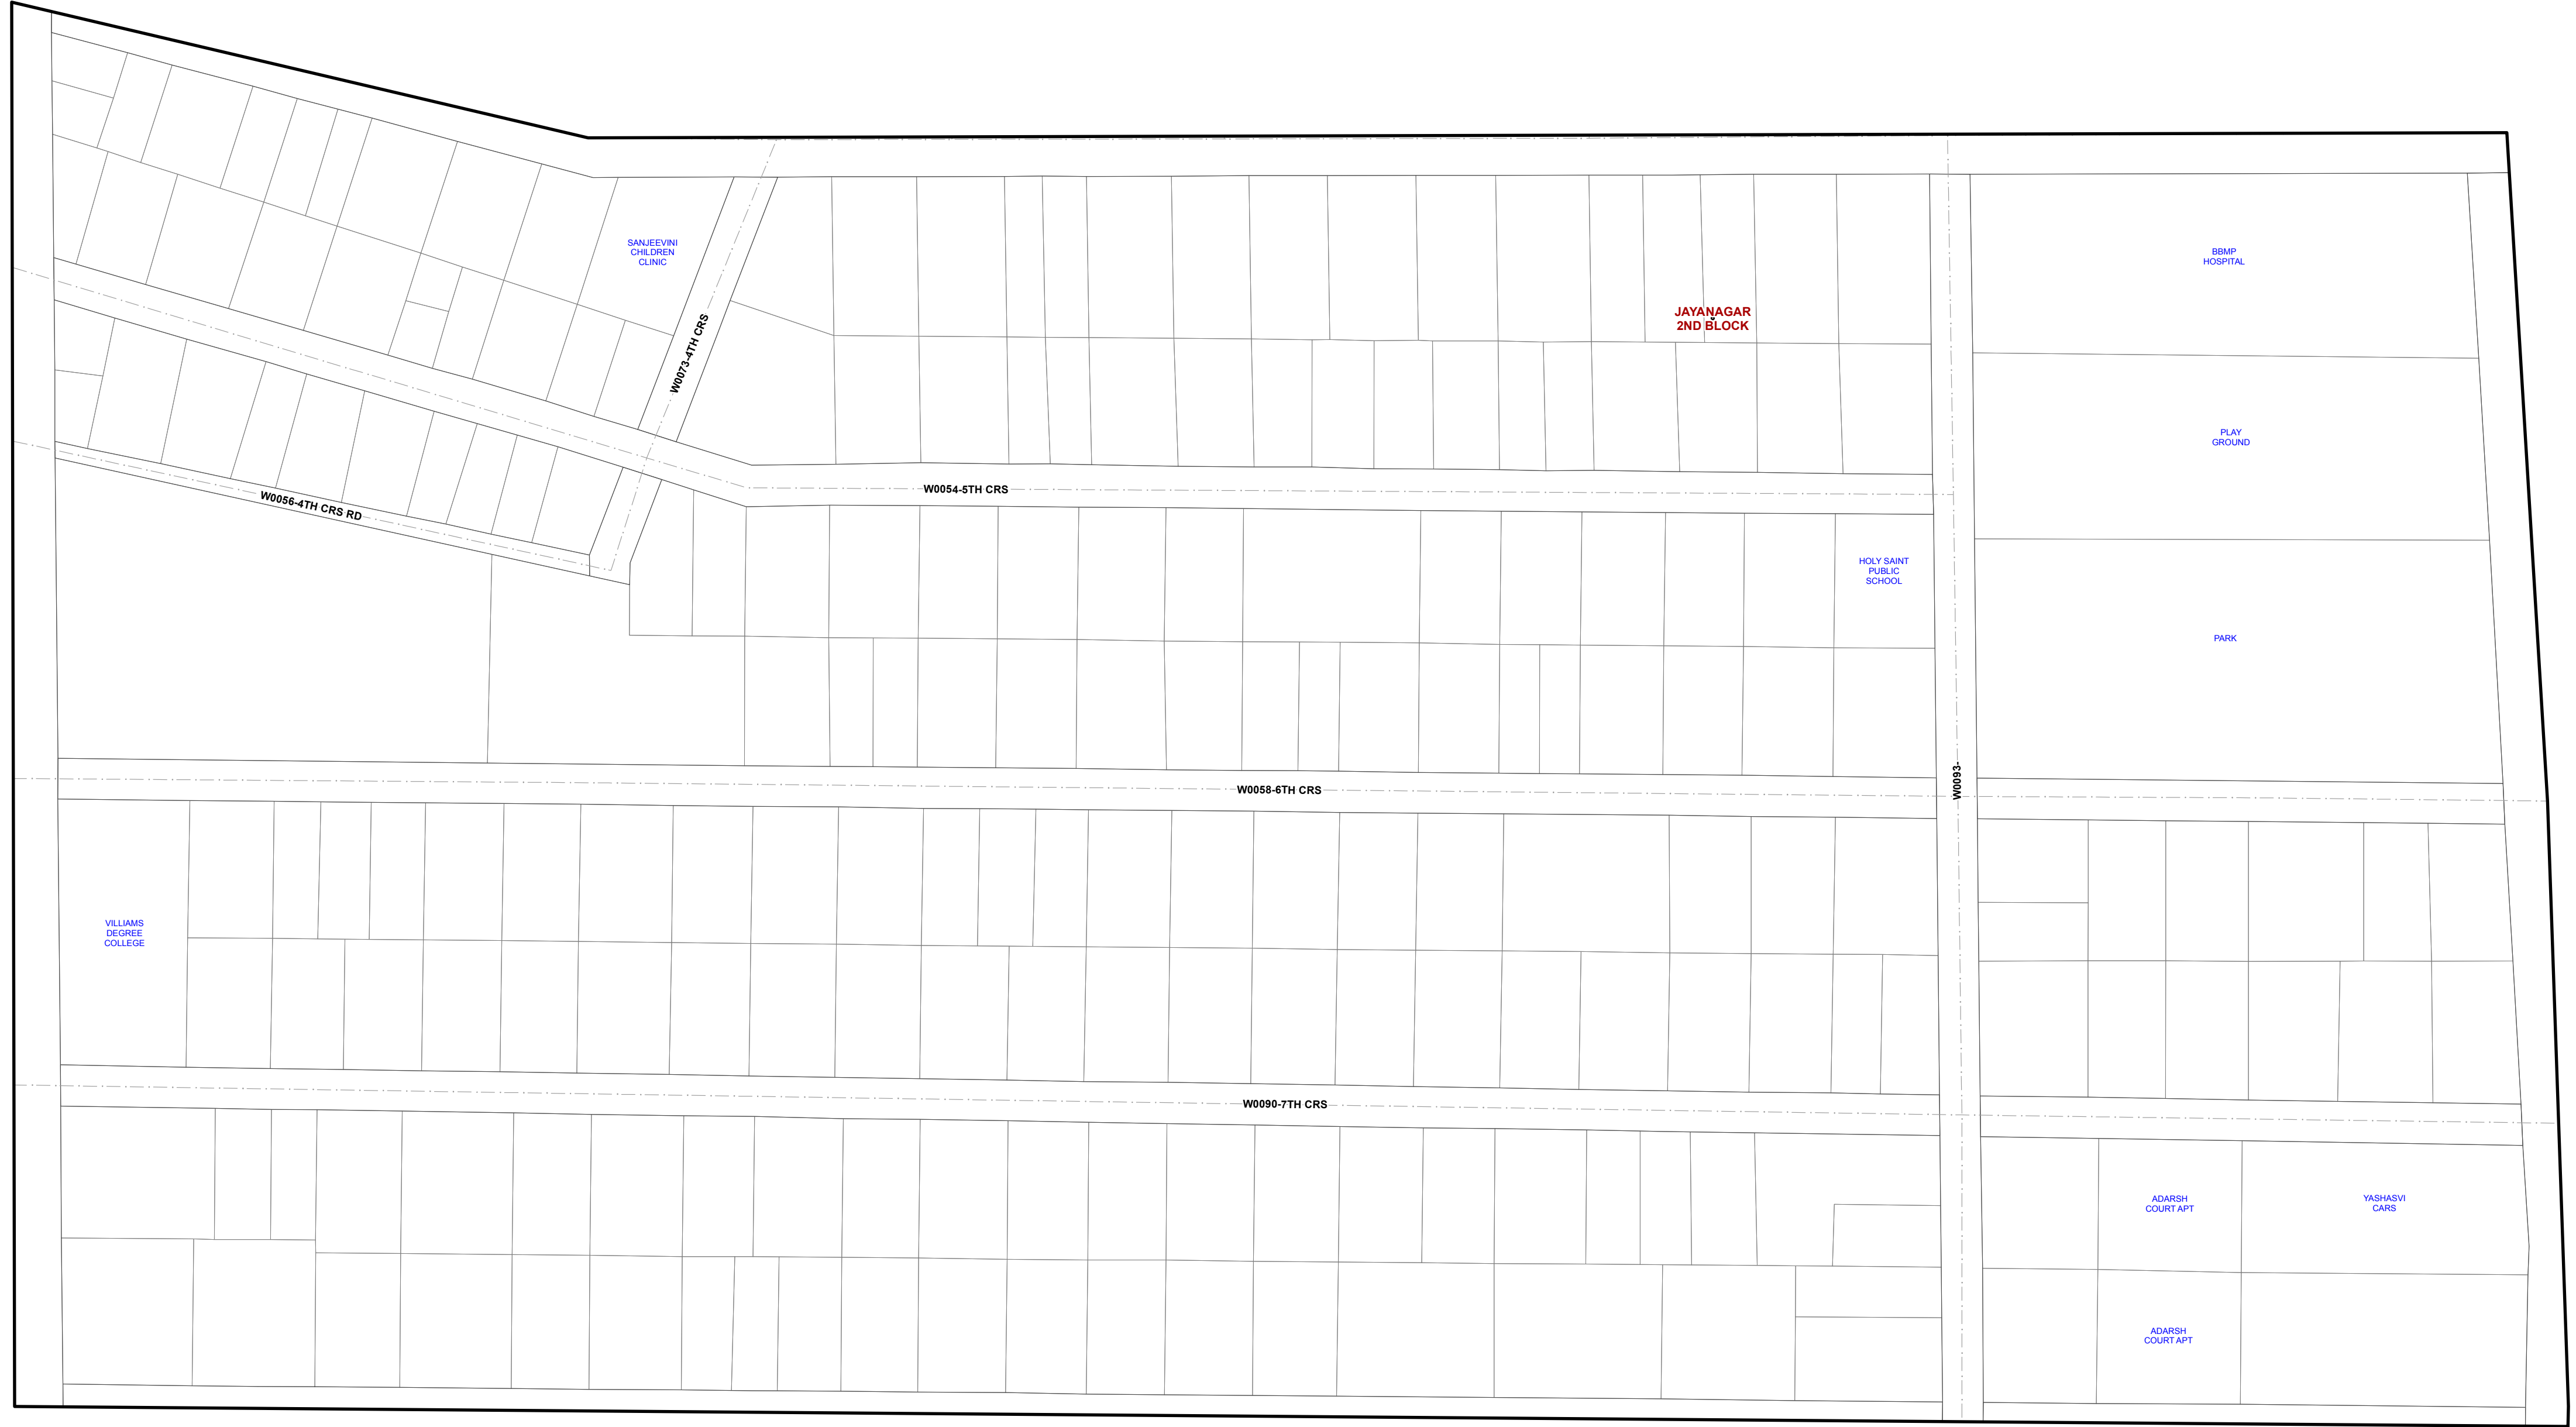 SANJEEVINI
CHILDREN
CLINIC
BBMP
HOSPITAL
JAYANAGAR
2ND BLOCK
W0073-4TH CRS
PLAY
GROUND
W0054-5TH CRS
W0056-4TH CRS RD
HOLY SAINT
PUBLIC
SCHOOL
PARK
W0058-6TH CRS
W0093-
VILLIAMS
DEGREE
COLLEGE
W0090-7TH CRS
ADARSH
COURT APT
YASHASVI
CARS
ADARSH
COURT APT